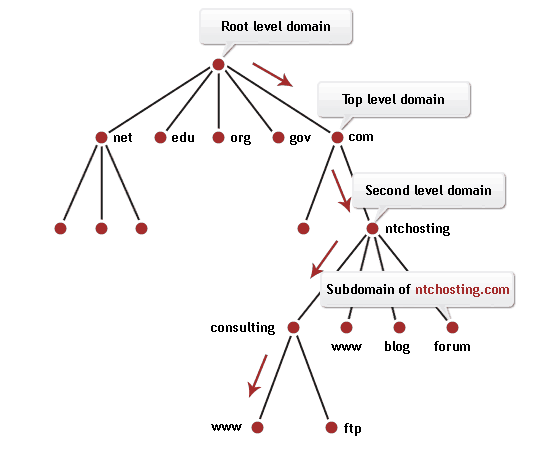 Root level domain
Top level domain
net
edu
org
gov
com
Second level domain
ntchosting
Subdomain of ntchosting.com
consulting
www
blog
forum
www
ftp